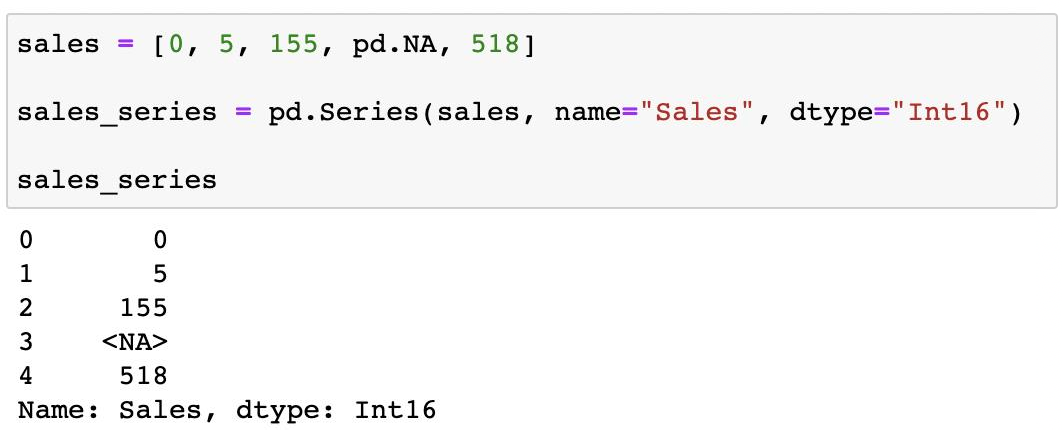 sales = [0, 5, 155, pd.NA, 518]
sales_series = pd.Series(sales, name="Sales", dtype="Int16")
sales_series
0        0
1        5
2      155
3     <NA>
4      518
Name: Sales, dtype: Int16